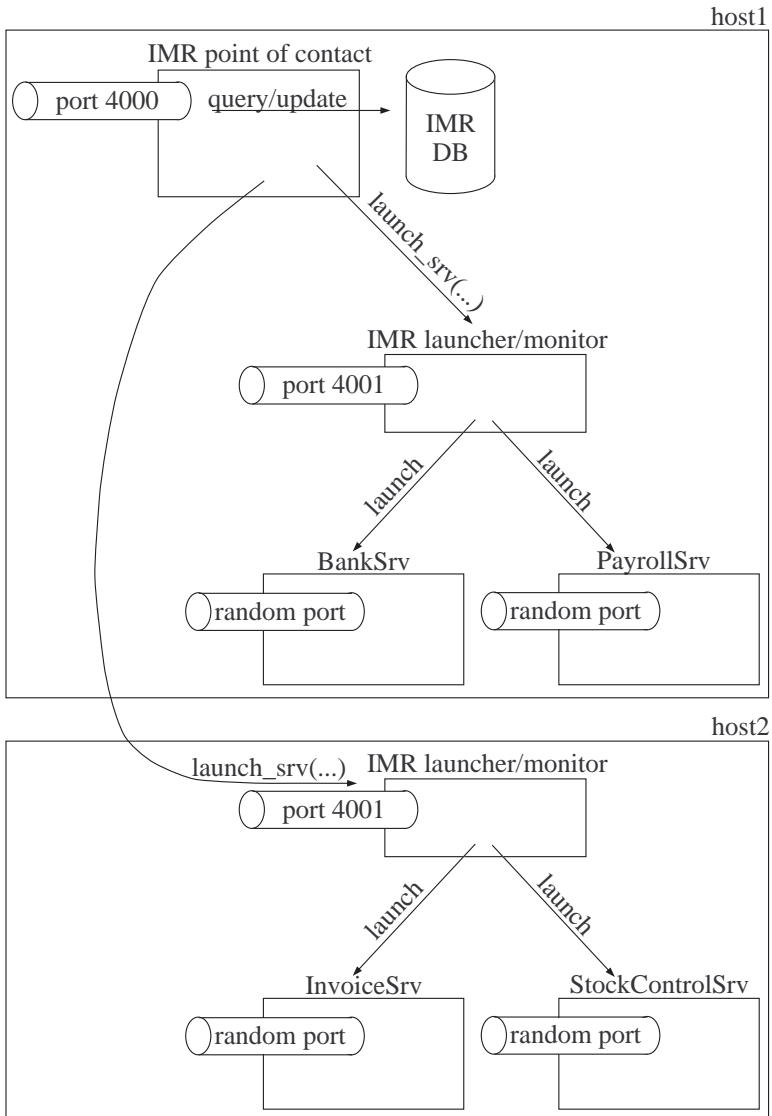 host1
IMR point of contact
port 4000
query/update
IMR
DB
launch_srv(...)
IMR launcher/monitor
port 4001
launch
launch
BankSrv
PayrollSrv
random port
random port
host2
launch_srv(...)
IMR launcher/monitor
port 4001
launch
launch
InvoiceSrv
StockControlSrv
random port
random port